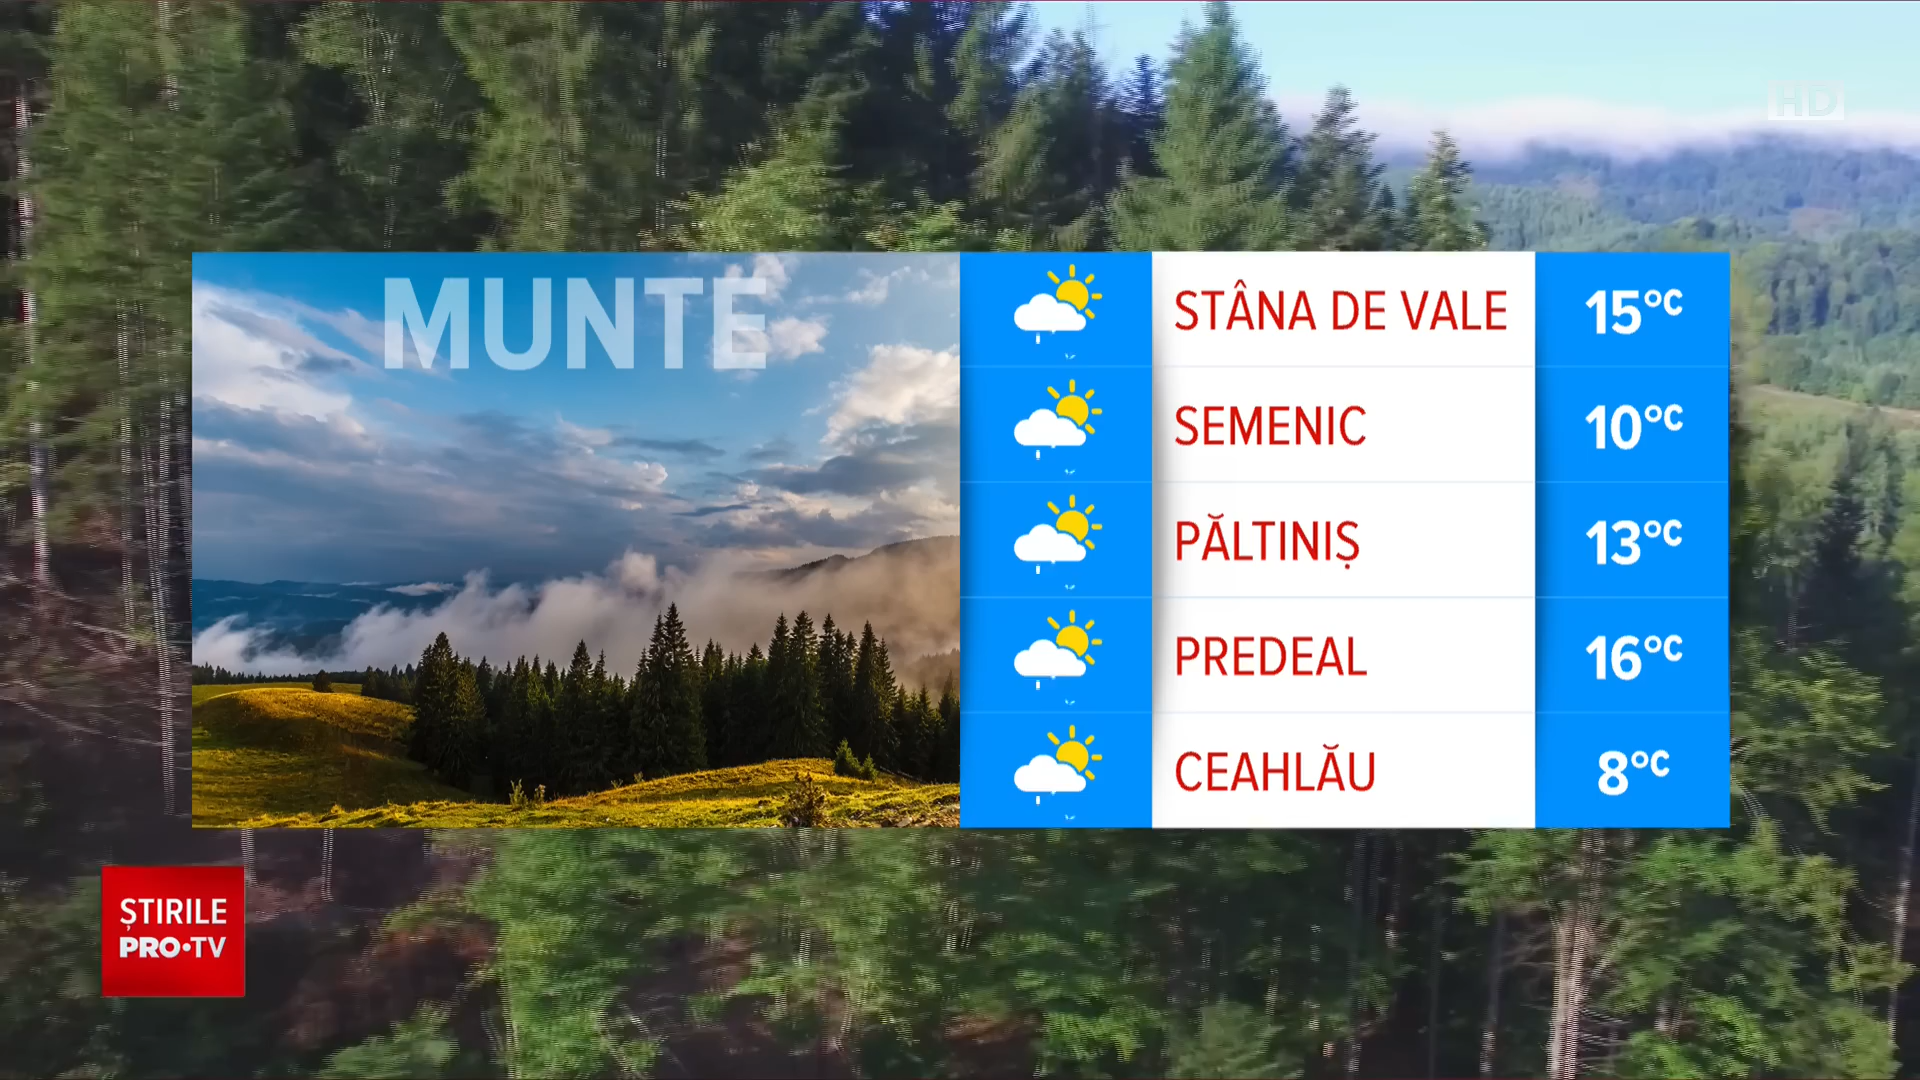 HD
MUNTE
STÂNA DE VALE 15°C
SEMENIC 10°C
PĂLTINIȘ 13°C
PREDEAL 16°C
CEAHLĂU 8°C
ȘTIRILE
PRO•TV